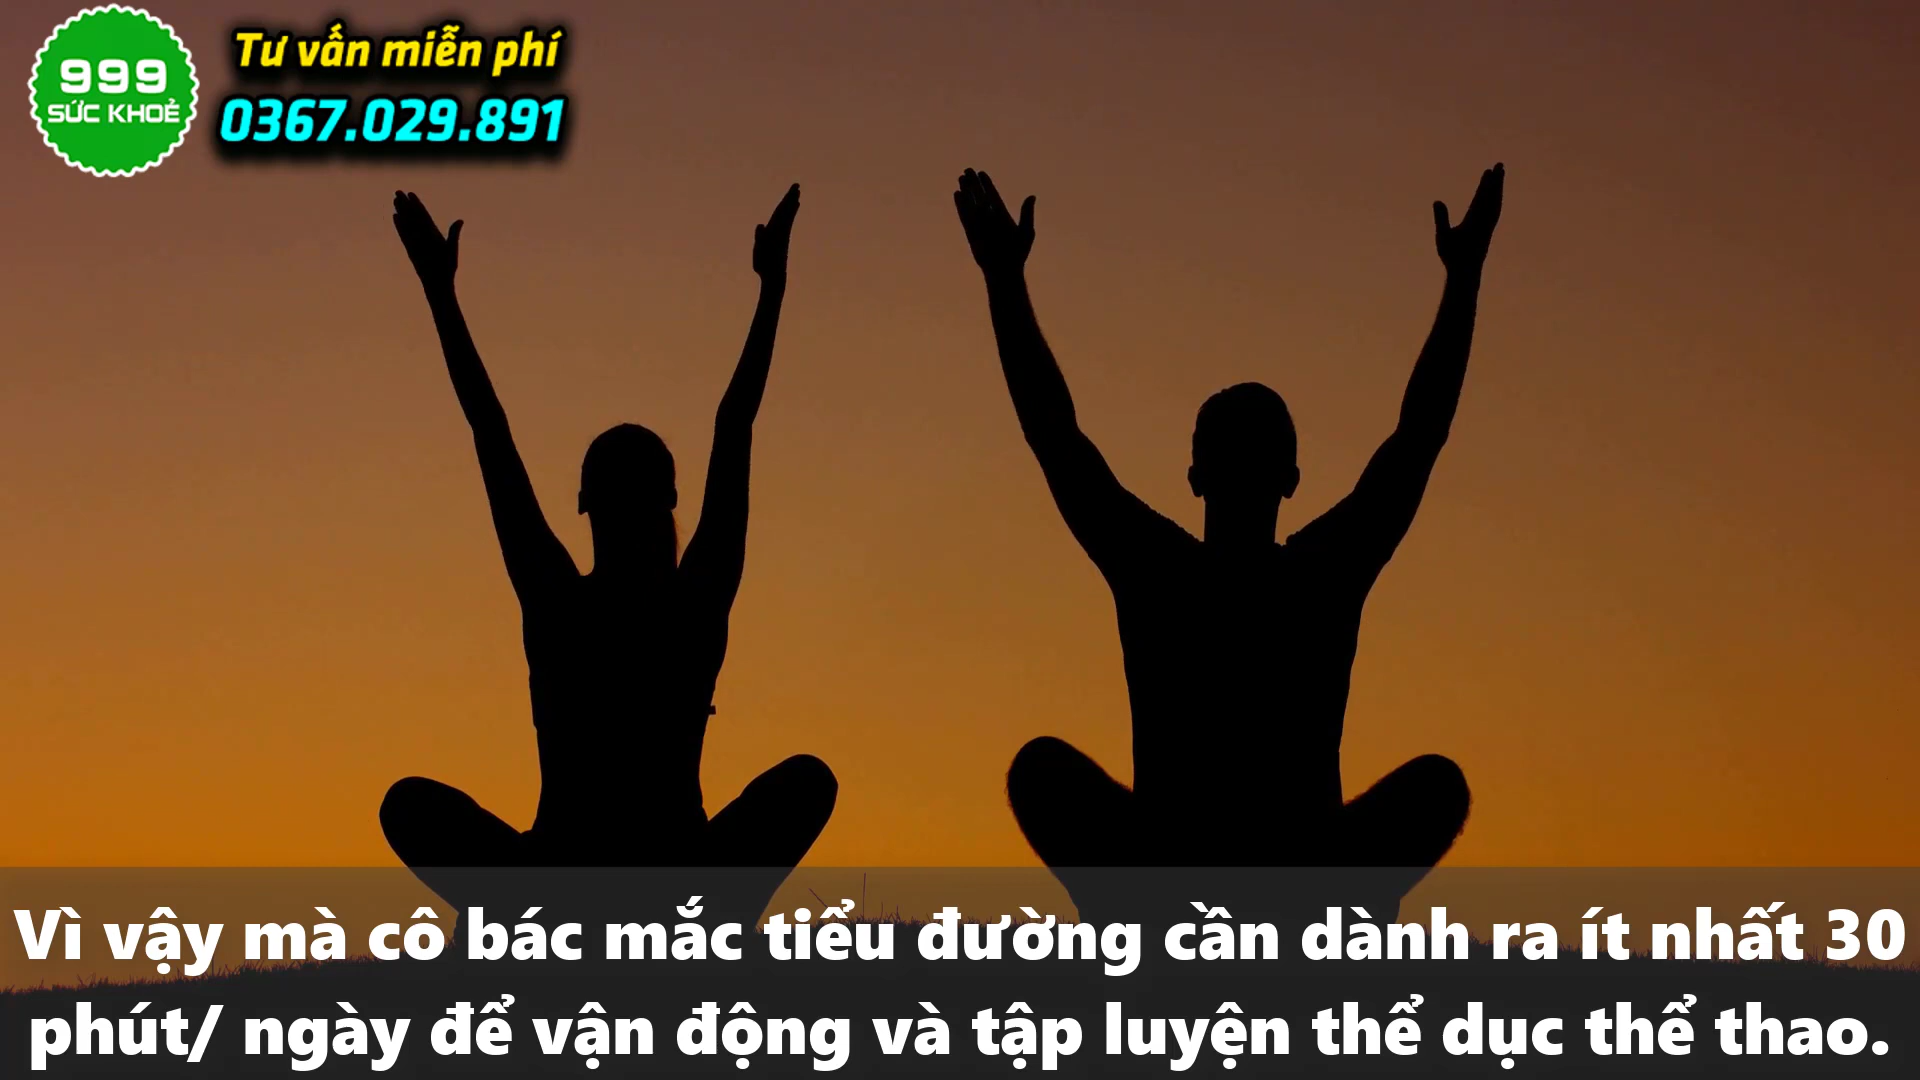 999
SỨC KHOẺ
Tư vấn miễn phí
0367.029.891
Vì vậy mà cô bác mắc tiểu đường cần dành ra ít nhất 30
phút/ ngày để vận động và tập luyện thể dục thể thao.